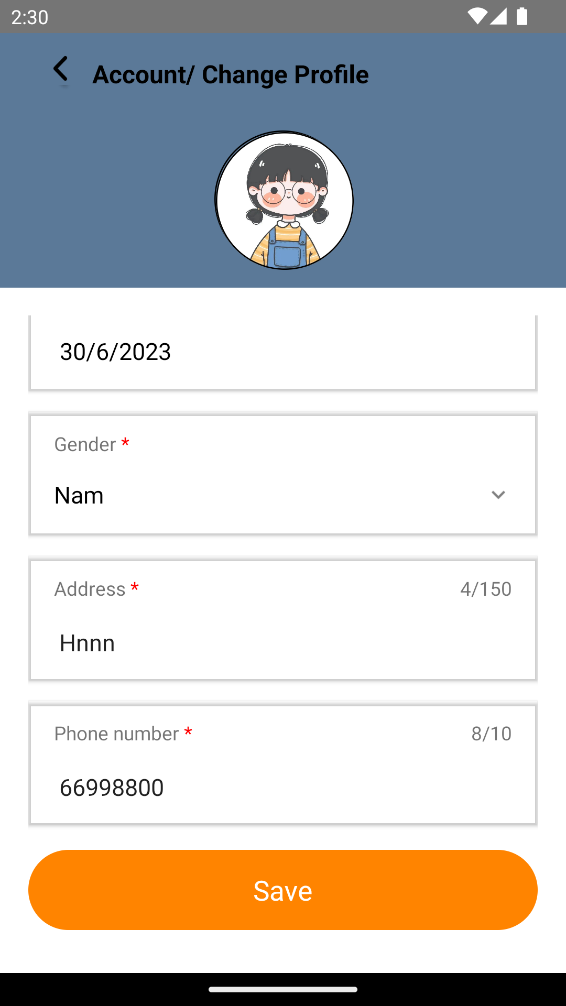 2:30
Account/ Change Profile
30/6/2023
Gender *
Nam
Address * 4/150
Hnnn
Phone number * 8/10
66998800
Save